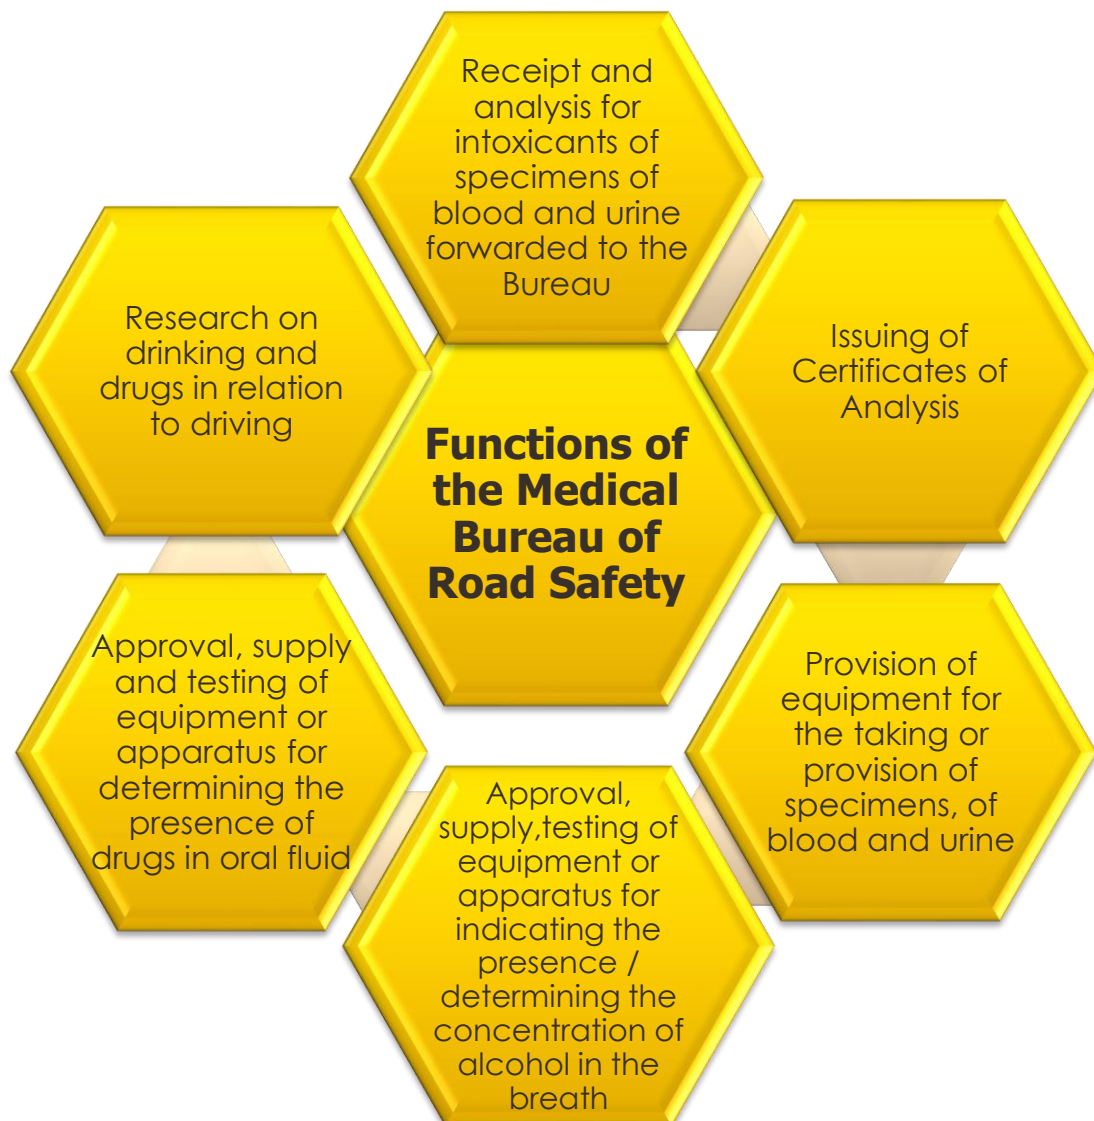 Functions of
the Medical
Bureau of
Road Safety
Receipt and
analysis for
intoxicants of
specimens of
blood and urine
forwarded to the
Bureau
Issuing of
Certificates of
Analysis
Provision of
equipment for
the taking or
provision of
specimens, of
blood and urine
Approval,
supply,testing of
equipment or
apparatus for
indicating the
presence /
determining the
concentration of
alcohol in the
breath
Approval, supply
and testing of
equipment or
apparatus for
determining the
presence of
drugs in oral fluid
Research on
drinking and
drugs in relation
to driving